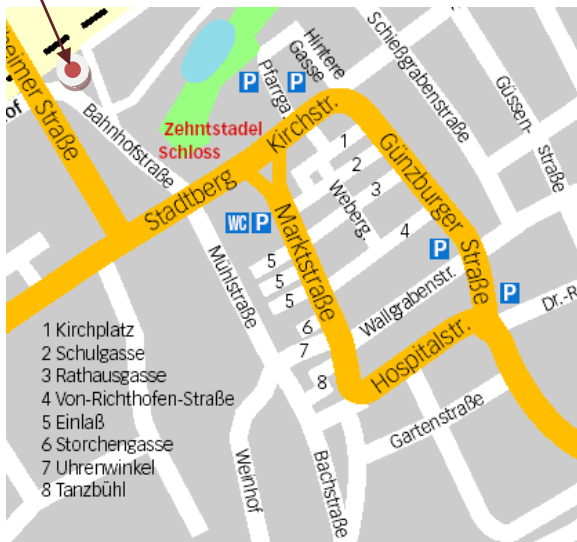 heimer Straße
of
Bahnhofstraße
Zehntstadel
Schloss
P
P
Hintere
Gasse
Pfarrga.
Kirchstr.
Schießgrabenstraße
Güssen-
straße
Günzburger Straße
Stadtberg
WC P
Marktstraße
Weberg.
1
2
3
4
5
5
5
6
7
8
P
P
Mühlstraße
Wallgrabenstr.
Dr.-R
Hospitalstr.
Gartenstraße
Weinhof
Bachstraße
1 Kirchplatz
2 Schulgasse
3 Rathausgasse
4 Von-Richthofen-Straße
5 Einlaß
6 Storchengasse
7 Uhrenwinkel
8 Tanzbühl